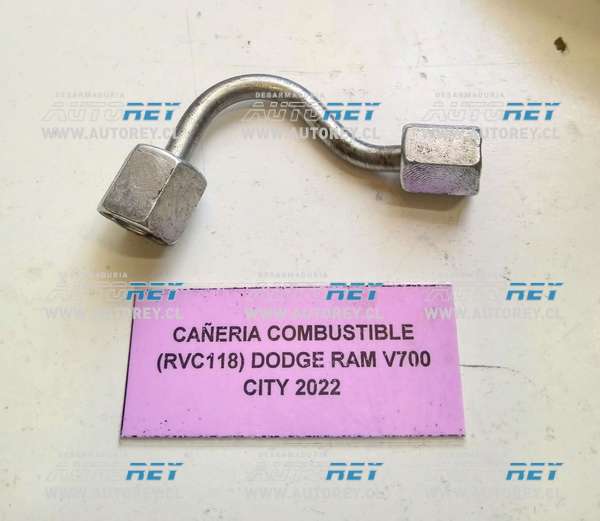 DESARMADURIA
AUTOREY
WWW.AUTOREY.CL
CAÑERIA COMBUSTIBLE
(RVC118) DODGE RAM V700
CITY 2022